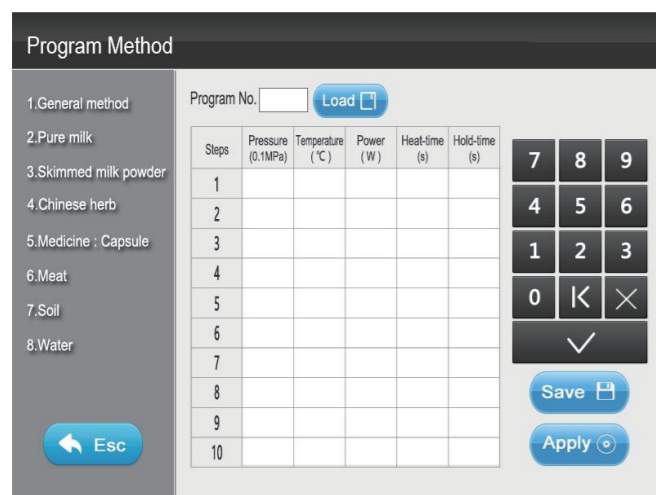 Program Method
1.General method
2.Pure milk
3.Skimmed milk powder
4.Chinese herb
5.Medicine : Capsule
6.Meat
7.Soil
8.Water
Esc
Program No. Load
Steps Pressure (0.1MPa) Temperature (℃) Power (W) Heat-time (s) Hold-time (s)
1
2
3
4
5
6
7
8
9
10
7 8 9
4 5 6
1 2 3
0
Save
Apply